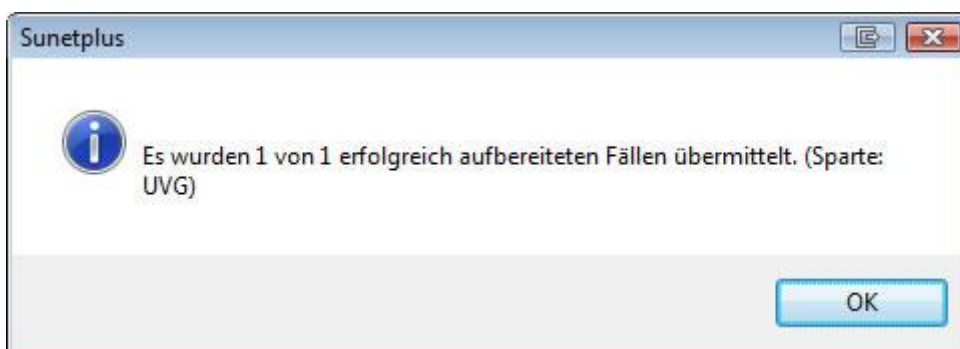 Sunetplus
Es wurden 1 von 1 erfolgreich aufbereiteten Fällen übermittelt. (Sparte:
UVG)
OK